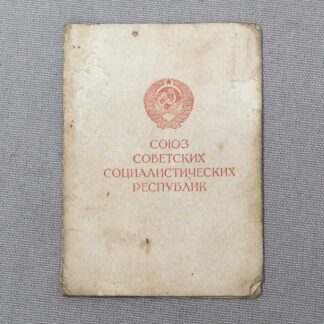 СОЮЗ
СОВЕТСКИХ
СОЦИАЛИСТИЧЕСКИХ
РЕСПУБЛИК